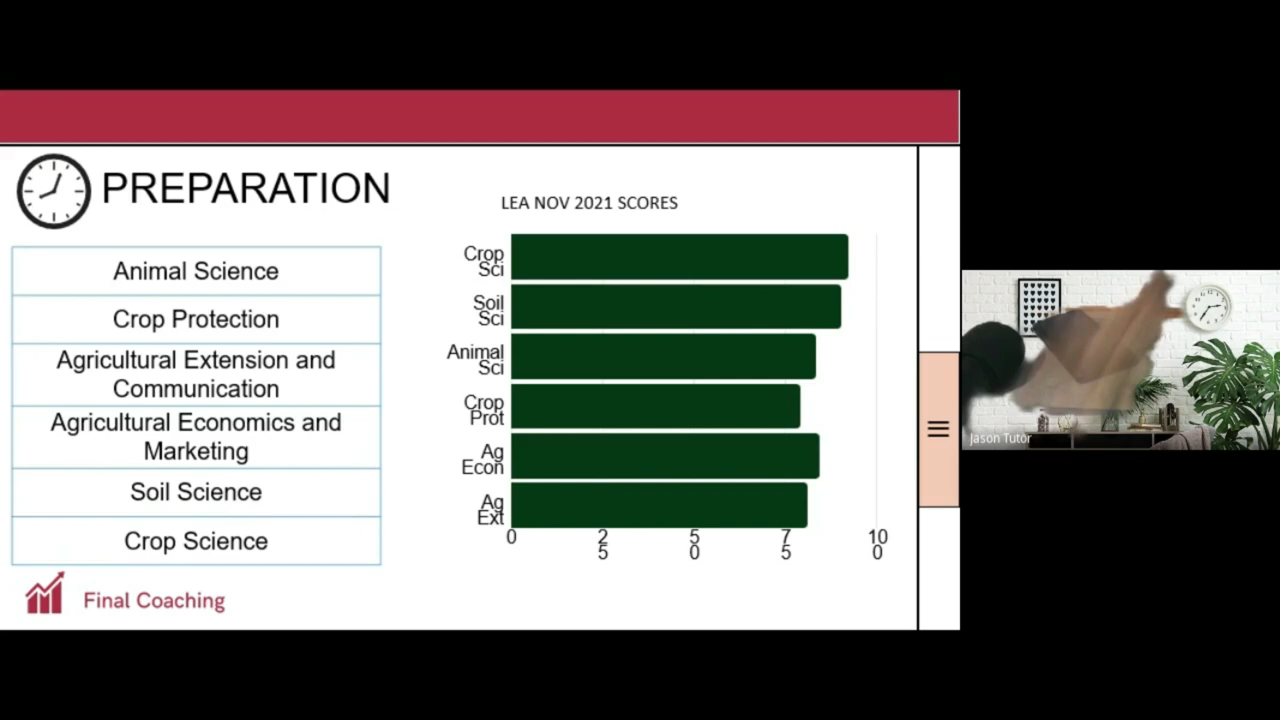 PREPARATION
Animal Science
Crop Protection
Agricultural Extension and
Communication
Agricultural Economics and
Marketing
Soil Science
Crop Science
Final Coaching
LEA NOV 2021 SCORES
Crop
Sci
Soil
Sci
Animal
Sci
Crop
Prot
Ag
Econ
Ag
Ext
0 2 5 7 10
5 0 5 0
Jason Tutor